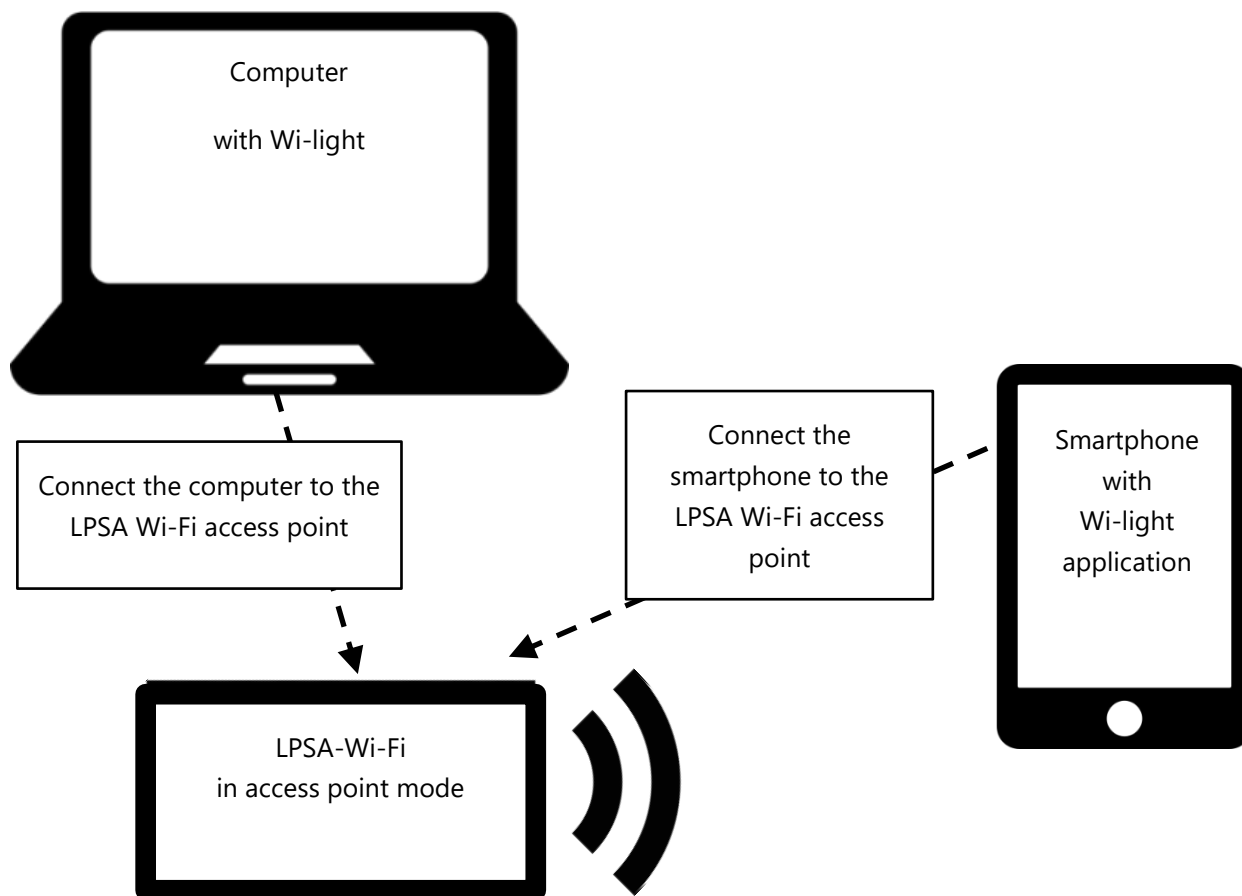 Computer
with Wi-light
Connect the computer to the
LPSA Wi-Fi access point
Connect the
smartphone to the
LPSA Wi-Fi access
point
Smartphone
with
Wi-light
application
LPSA-Wi-Fi
in access point mode